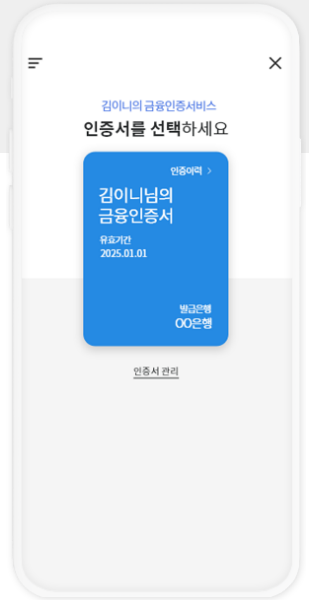 김이니의 금융인증서비스
인증서를 선택하세요
인증이력 >
김이니님의
금융인증서
유효기간
2025.01.01
발급은행
OO은행
인증서 관리